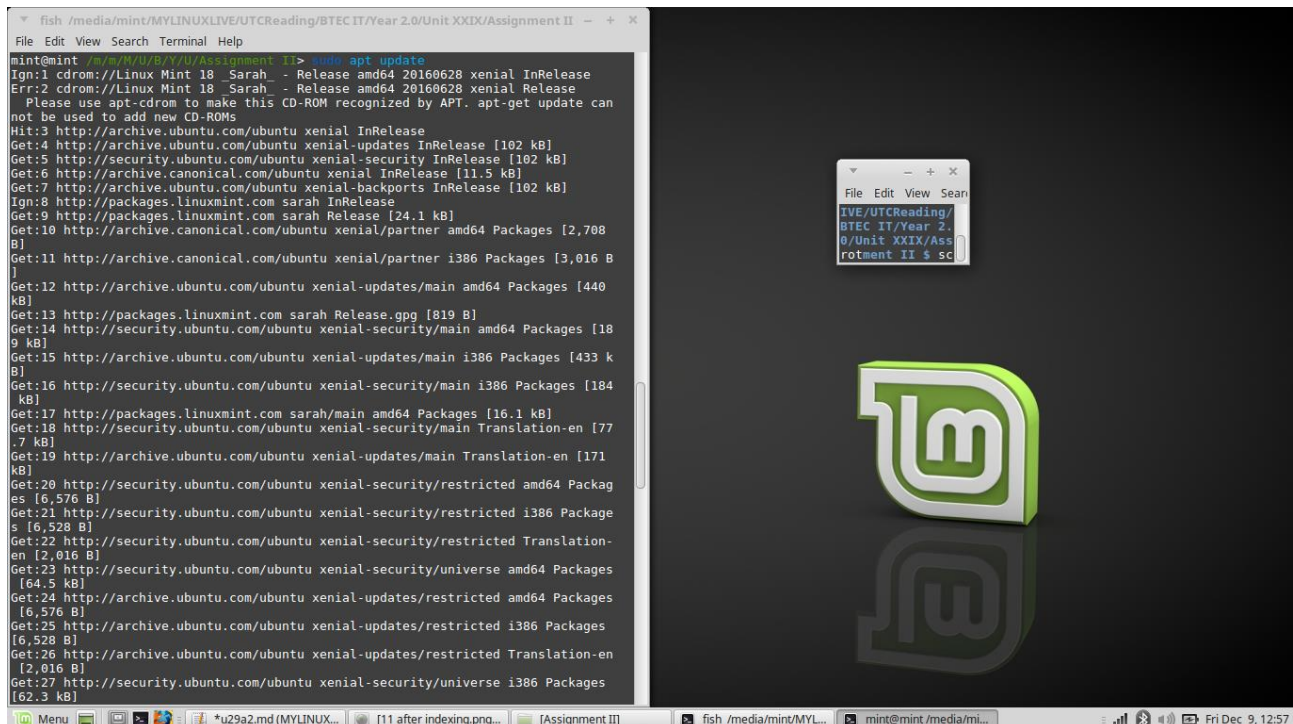 fish /media/mint/MYLINUXLIVE/UTCReading/BTEC IT/Year 2.0/Unit XXIX/Assignment II
File Edit View Search Terminal Help
mint@mint /m/m/M/U/B/Y/U/Assignment II> sudo apt update
Ign:1 cdrom://Linux Mint 18 _Sarah_ - Release amd64 20160628 xenial InRelease
Err:2 cdrom://Linux Mint 18 _Sarah_ - Release amd64 20160628 xenial Release
  Please use apt-cdrom to make this CD-ROM recognized by APT. apt-get update can
not be used to add new CD-ROMs
Hit:3 http://archive.ubuntu.com/ubuntu xenial InRelease
Get:4 http://archive.ubuntu.com/ubuntu xenial-updates InRelease [102 kB]
Get:5 http://security.ubuntu.com/ubuntu xenial-security InRelease [102 kB]
Get:6 http://archive.canonical.com/ubuntu xenial InRelease [11.5 kB]
Get:7 http://archive.ubuntu.com/ubuntu xenial-backports InRelease [102 kB]
Ign:8 http://packages.linuxmint.com sarah InRelease
Get:9 http://packages.linuxmint.com sarah Release [24.1 kB]
Get:10 http://archive.canonical.com/ubuntu xenial/partner amd64 Packages [2,708
B]
Get:11 http://archive.canonical.com/ubuntu xenial/partner i386 Packages [3,016 B
]
Get:12 http://archive.ubuntu.com/ubuntu xenial-updates/main amd64 Packages [440
kB]
Get:13 http://packages.linuxmint.com sarah Release.gpg [819 B]
Get:14 http://security.ubuntu.com/ubuntu xenial-security/main amd64 Packages [18
9 kB]
Get:15 http://archive.ubuntu.com/ubuntu xenial-updates/main i386 Packages [433 k
B]
Get:16 http://security.ubuntu.com/ubuntu xenial-security/main i386 Packages [184
 kB]
Get:17 http://packages.linuxmint.com sarah/main amd64 Packages [16.1 kB]
Get:18 http://security.ubuntu.com/ubuntu xenial-security/main Translation-en [77
.7 kB]
Get:19 http://archive.ubuntu.com/ubuntu xenial-updates/main Translation-en [171
kB]
Get:20 http://security.ubuntu.com/ubuntu xenial-security/restricted amd64 Packag
es [6,576 B]
Get:21 http://security.ubuntu.com/ubuntu xenial-security/restricted i386 Package
s [6,528 B]
Get:22 http://security.ubuntu.com/ubuntu xenial-security/restricted Translation-
en [2,016 B]
Get:23 http://security.ubuntu.com/ubuntu xenial-security/universe amd64 Packages
 [64.5 kB]
Get:24 http://archive.ubuntu.com/ubuntu xenial-updates/restricted amd64 Packages
 [6,576 B]
Get:25 http://archive.ubuntu.com/ubuntu xenial-updates/restricted i386 Packages
[6,528 B]
Get:26 http://archive.ubuntu.com/ubuntu xenial-updates/restricted Translation-en
 [2,016 B]
Get:27 http://security.ubuntu.com/ubuntu xenial-security/universe i386 Packages
[62.3 kB]
File Edit View Sear
IVE/UTCReading/
BTEC IT/Year 2.
0/Unit XXIX/Ass
rotment II $ sc
lm
Menu *u29a2.md (MYLINUX... [11 after indexing.png... [Assignment II] fish /media/mint/MYL... mint@mint /media/mi... Fri Dec 9, 12:57